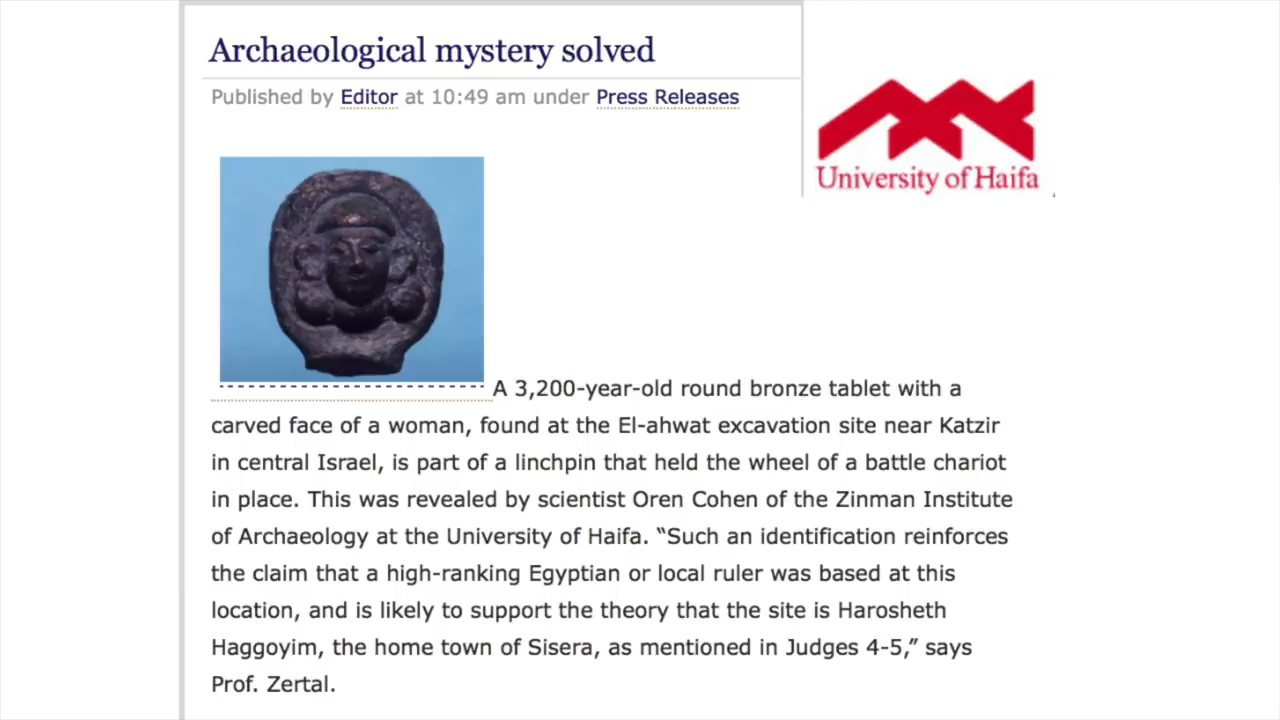 Archaeological mystery solved
Published by Editor at 10:49 am under Press Releases
University of Haifa
A 3,200-year-old round bronze tablet with a
carved face of a woman, found at the El-ahwat excavation site near Katzir
in central Israel, is part of a linchpin that held the wheel of a battle chariot
in place. This was revealed by scientist Oren Cohen of the Zinman Institute
of Archaeology at the University of Haifa. “Such an identification reinforces
the claim that a high-ranking Egyptian or local ruler was based at this
location, and is likely to support the theory that the site is Harosheth
Haggoyim, the home town of Sisera, as mentioned in Judges 4-5,” says
Prof. Zertal.